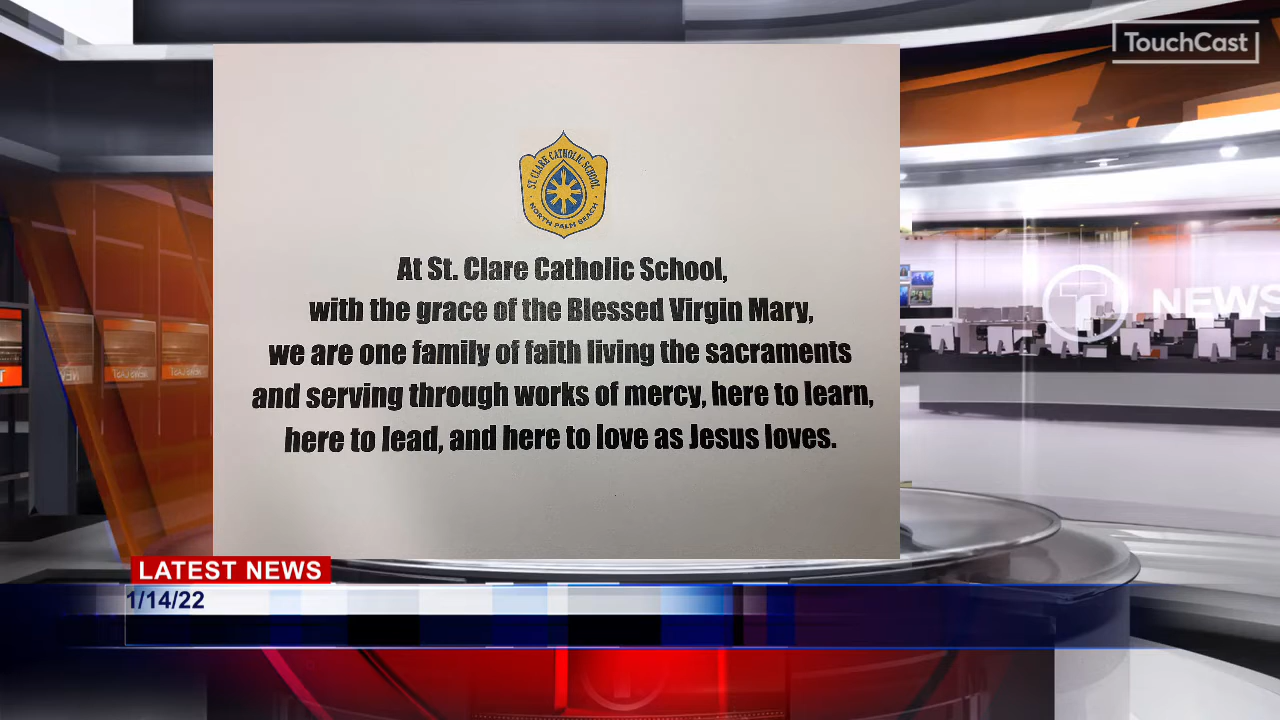 TouchCast
ST. CLARE CATHOLIC SCHOOL
NORTH PALM BEACH
At St. Clare Catholic School,
with the grace of the Blessed Virgin Mary,
we are one family of faith living the sacraments
and serving through works of mercy, here to learn,
here to lead, and here to love as Jesus loves.
T NEWS
LATEST NEWS
1/14/22